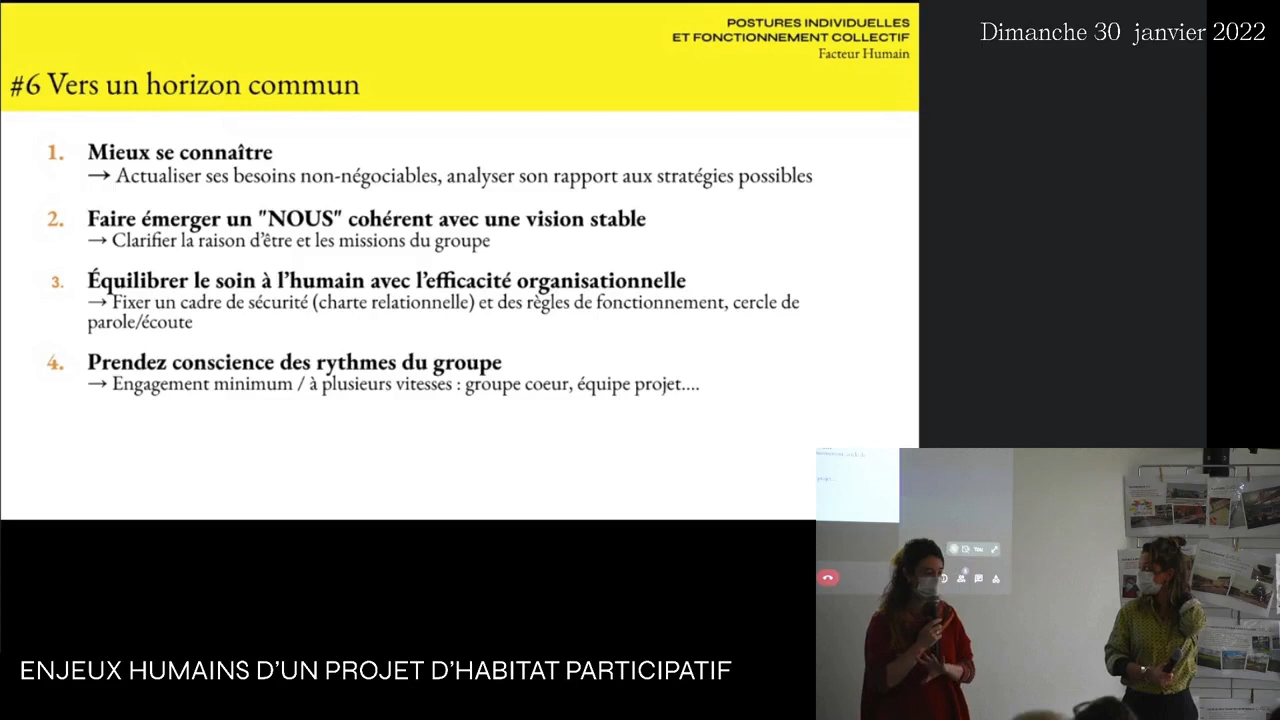 POSTURES INDIVIDUELLES
ET FONCTIONNEMENT COLLECTIF
Facteur Humain
Dimanche 30 janvier 2022
#6 Vers un horizon commun
1. Mieux se connaître
→ Actualiser ses besoins non-négociables, analyser son rapport aux stratégies possibles
2. Faire émerger un "NOUS" cohérent avec une vision stable
→ Clarifier la raison d'être et les missions du groupe
3. Équilibrer le soin à l'humain avec l'efficacité organisationnelle
→ Fixer un cadre de sécurité (charte relationnelle) et des règles de fonctionnement, cercle de
parole/écoute
4. Prendez conscience des rythmes du groupe
→ Engagement minimum / à plusieurs vitesses : groupe coeur, équipe projet....
You
ENJEUX HUMAINS D'UN PROJET D'HABITAT PARTICIPATIF